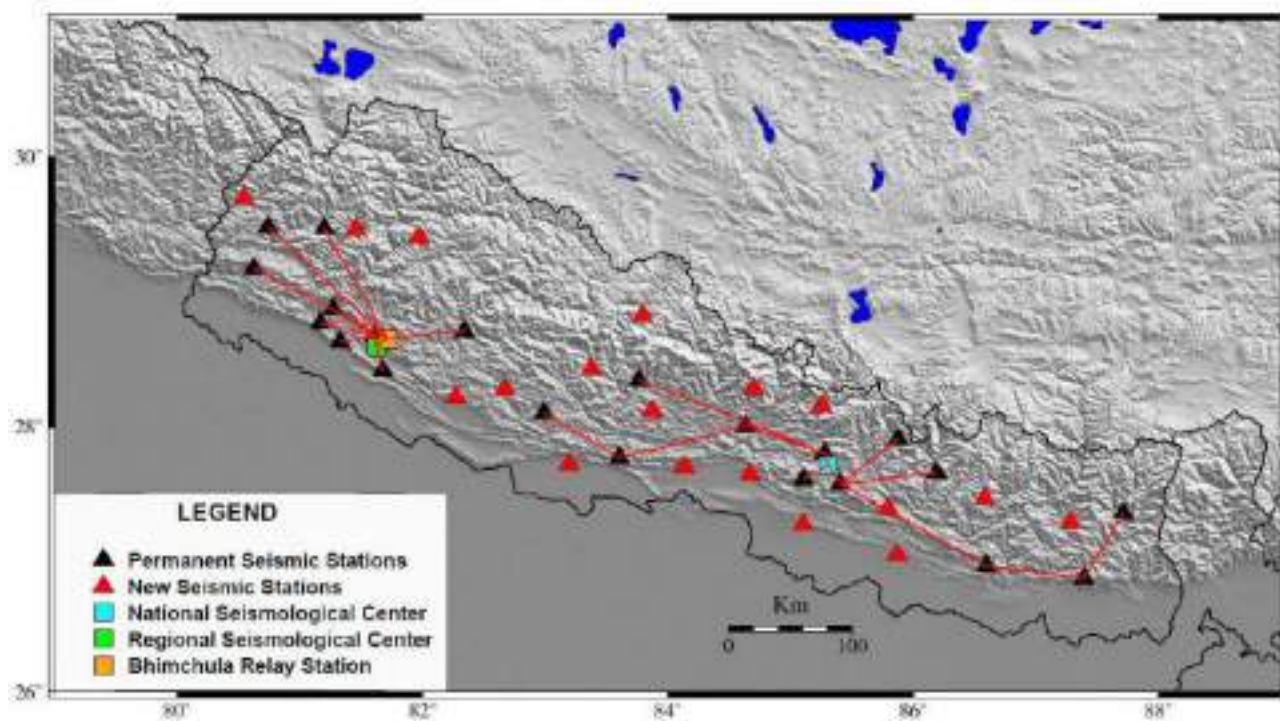 30°
28°
26°
LEGEND
Permanent Seismic Stations
New Seismic Stations
National Seismological Center
Regional Seismological Center
Bhimchula Relay Station
Km
0 100
80° 82° 84° 86° 88°